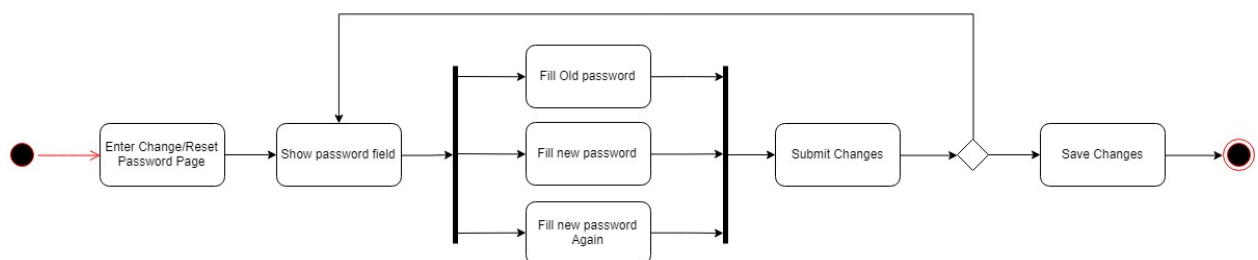 Enter Change/Reset
Password Page
Show password field
Fill Old password
Fill new password
Fill new password
Again
Submit Changes
Save Changes